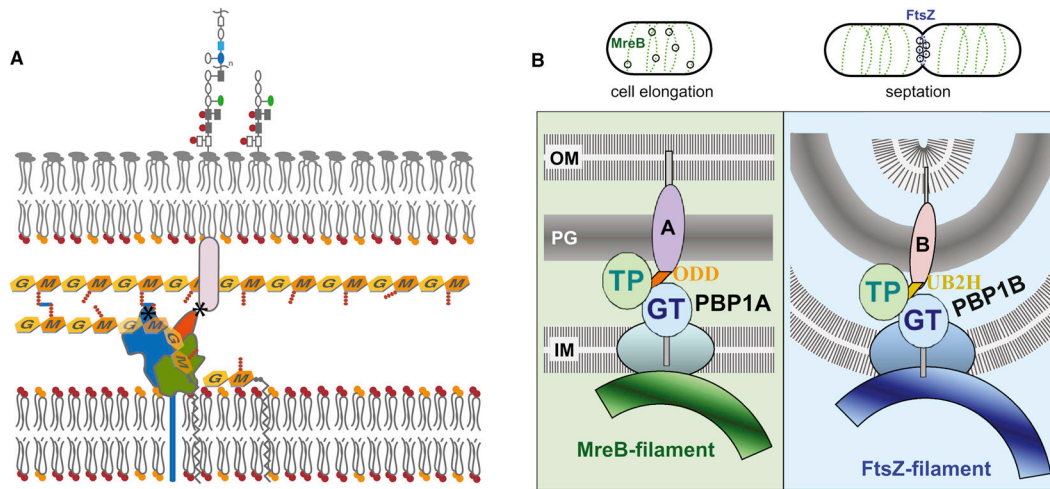 A
n
G M G M G M G M G M G M G M G M G M
G M G M G M
*
*
G
M
G M
B
MreB
cell elongation
FtsZ
septation
OM
PG
IM
A
TP
ODD
GT
PBP1A
MreB-filament
B
TP
UB2H
GT
PBP1B
FtsZ-filament